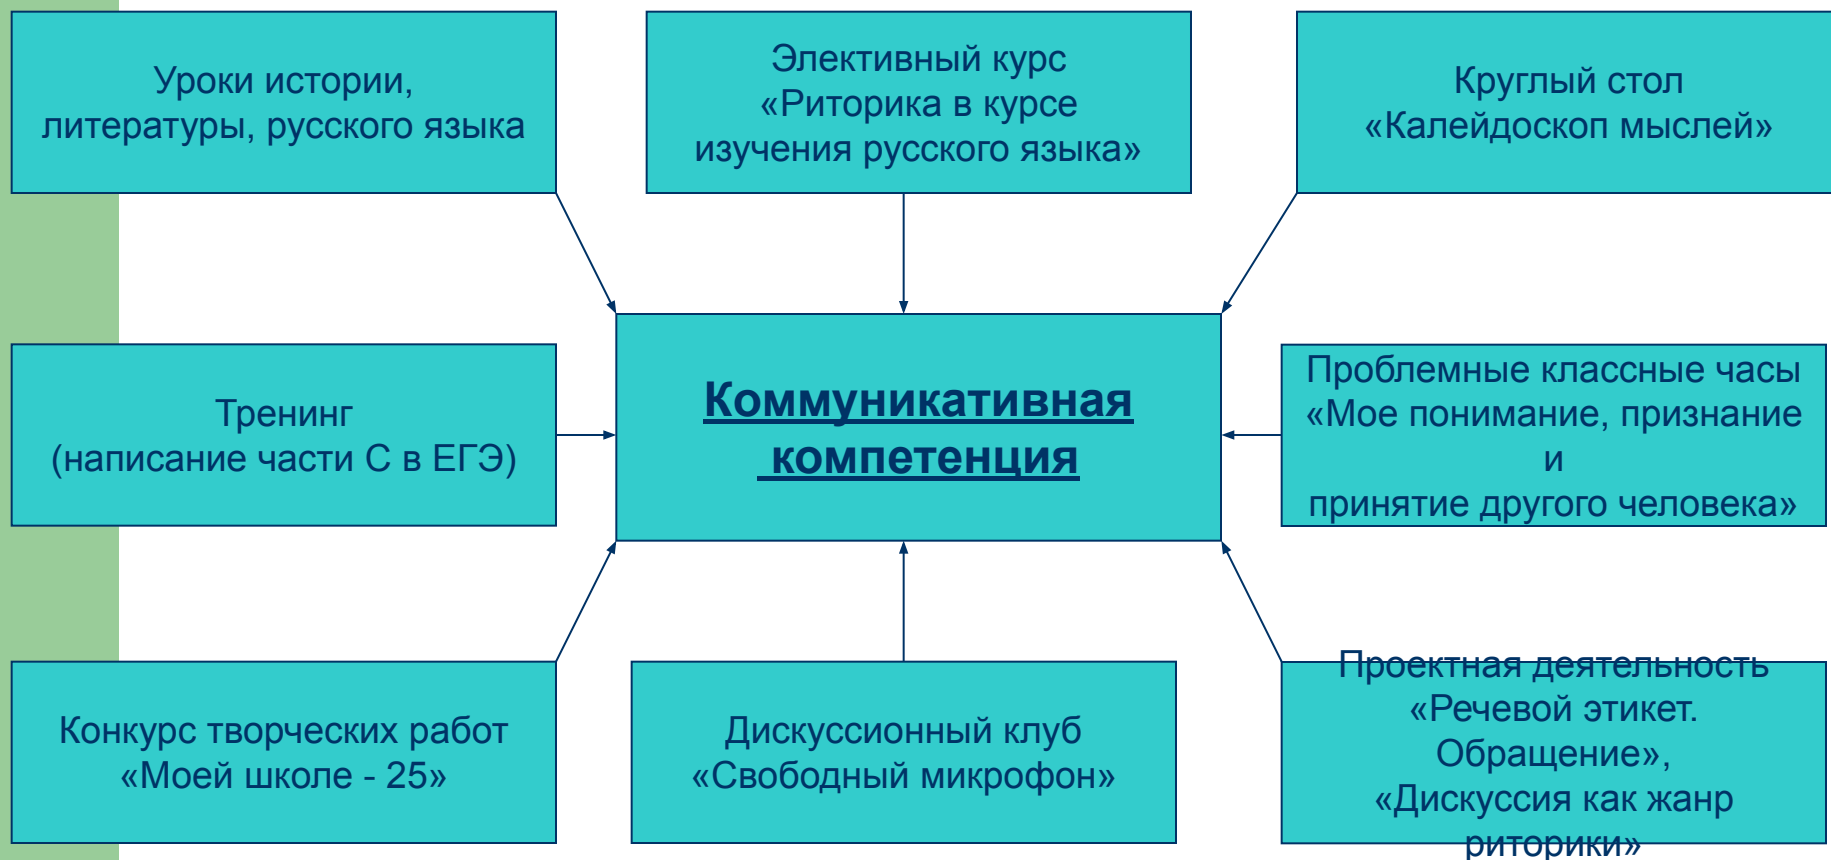 Уроки истории,
литературы, русского языка
Элективный курс
«Риторика в курсе
изучения русского языка»
Круглый стол
«Калейдоскоп мыслей»
Тренинг
(написание части С в ЕГЭ)
Коммуникативная
компетенция
Проблемные классные часы
«Мое понимание, признание
и
принятие другого человека»
Конкурс творческих работ
«Моей школе - 25»
Дискуссионный клуб
«Свободный микрофон»
Проектная деятельность
«Речевой этикет.
Обращение»,
«Дискуссия как жанр
риторики»